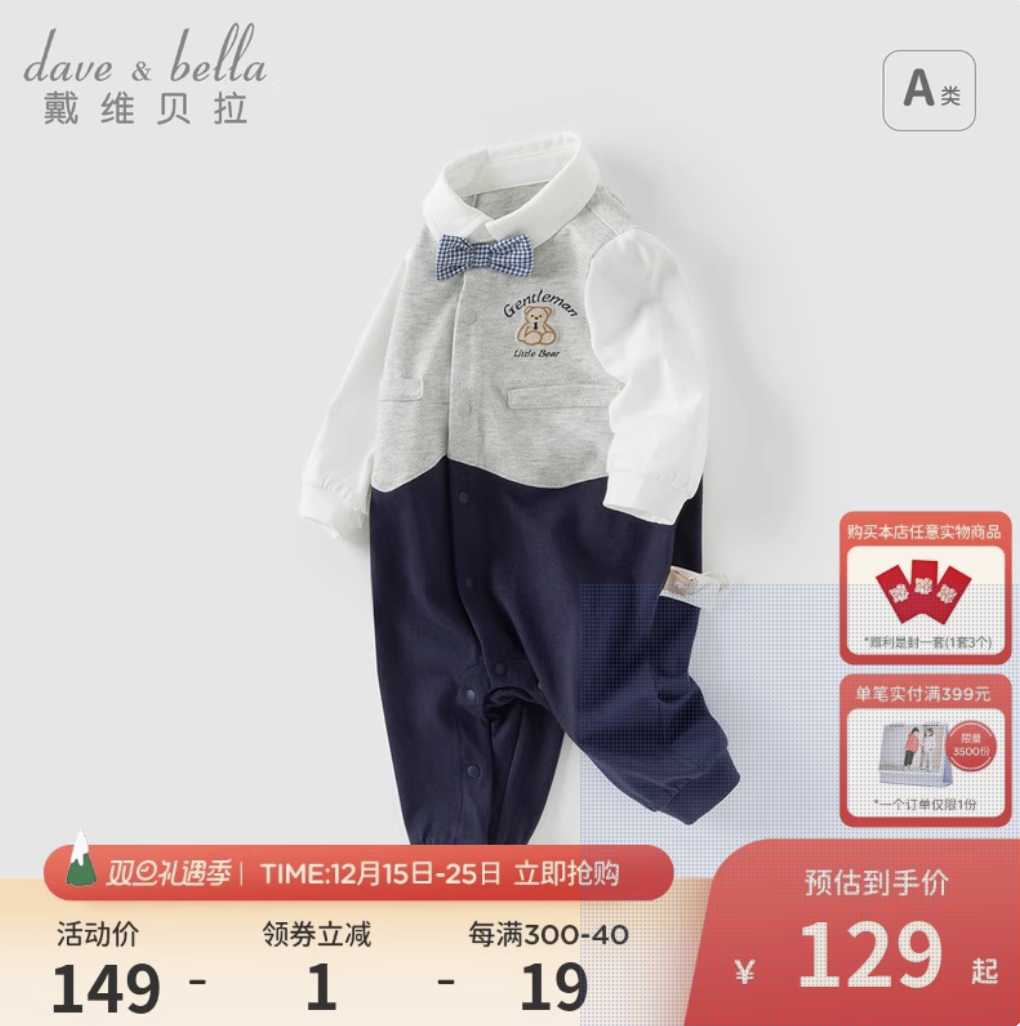 dave & bella
戴维贝拉
A类
Gentleman
Little Bear
购买本店任意实物商品
*赠利是封一套(1套3个)
单笔实付满399元
限量
3500份
*一个订单仅限1份
双旦礼遇季 | TIME:12月15日-25日 立即抢购
预估到手价
活动价 领券立减 每满300-40
149 - 1 - 19
¥ 129 起